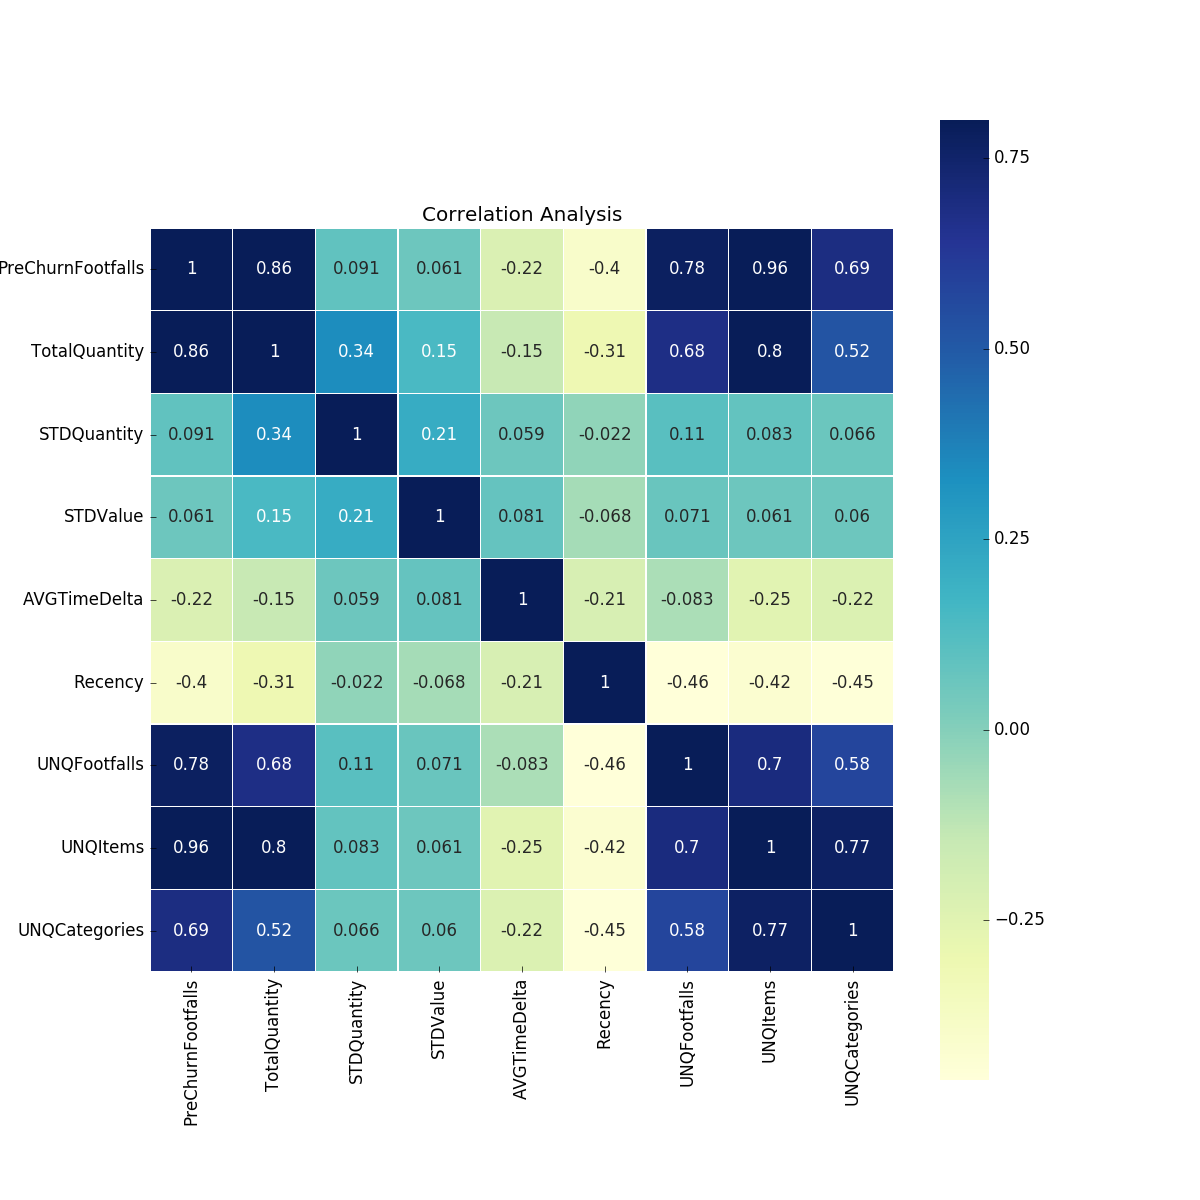 Correlation Analysis
PreChurnFootfalls 1 0.86 0.091 0.061 -0.22 -0.4 0.78 0.96 0.69
TotalQuantity 0.86 1 0.34 0.15 -0.15 -0.31 0.68 0.8 0.52
STDQuantity 0.091 0.34 1 0.21 0.059 -0.022 0.11 0.083 0.066
STDValue 0.061 0.15 0.21 1 0.081 -0.068 0.071 0.061 0.06
AVGTimeDelta -0.22 -0.15 0.059 0.081 1 -0.21 -0.083 -0.25 -0.22
Recency -0.4 -0.31 -0.022 -0.068 -0.21 1 -0.46 -0.42 -0.45
UNQFootfalls 0.78 0.68 0.11 0.071 -0.083 -0.46 1 0.7 0.58
UNQItems 0.96 0.8 0.083 0.061 -0.25 -0.42 0.7 1 0.77
UNQCategories 0.69 0.52 0.066 0.06 -0.22 -0.45 0.58 0.77 1
PreChurnFootfalls
TotalQuantity
STDQuantity
STDValue
AVGTimeDelta
Recency
UNQFootfalls
UNQItems
UNQCategories
0.75
0.50
0.25
0.00
−0.25